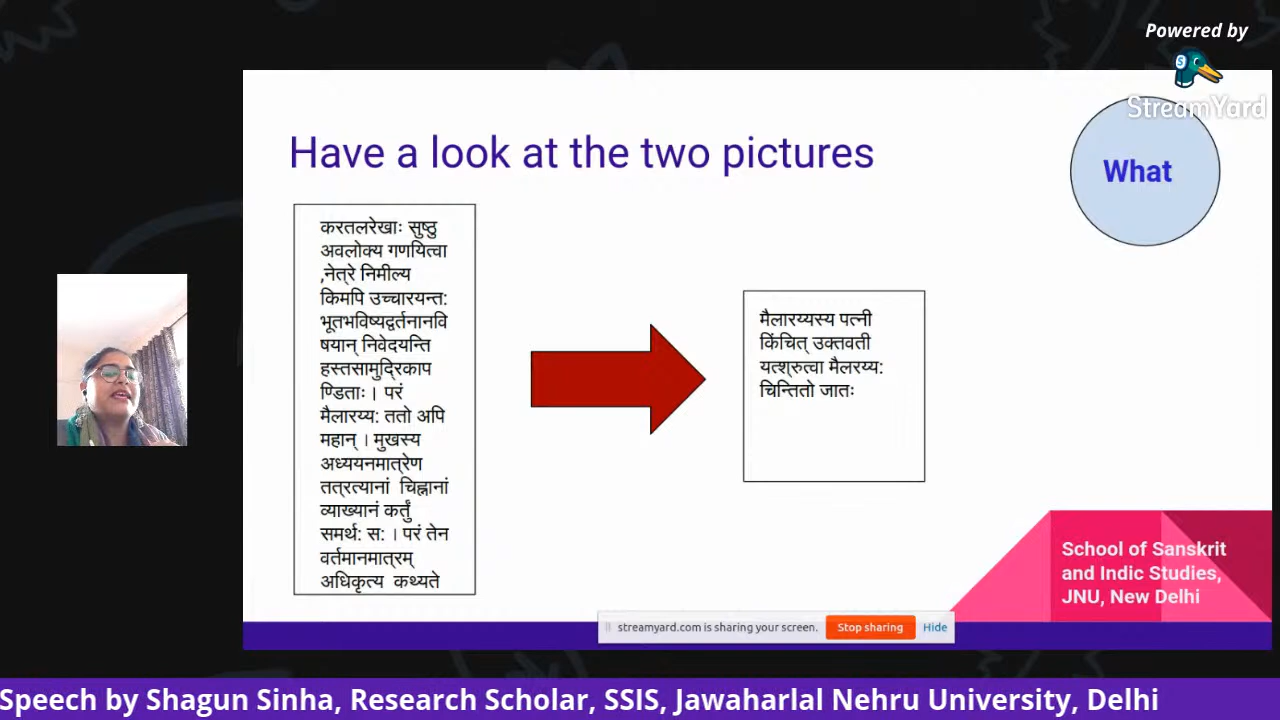 Powered by
StreamYard
Have a look at the two pictures
What
करतलरेखाः सुष्ठु
अवलोक्य गणयित्वा
,नेत्रे निमील्य
किमपि उच्चारयन्त:
भूतभविष्यद्वर्तनानवि
षयान् निवेदयन्ति
हस्तसामुद्रिकाप
ण्डिताः । परं
मैलारय्य: ततो अपि
महान् । मुखस्य
अध्ययनमात्रेण
तत्रत्यानां चिह्नानां
व्याख्यानं कर्तुं
समर्थ: स: । परं तेन
वर्तमानमात्रम्
अधिकृत्य कथ्यते
मैलारय्यस्य पत्नी
किंचित् उक्तवती
यत्श्रुत्वा मैलरय्य:
चिन्तितो जातः
School of Sanskrit
and Indic Studies,
JNU, New Delhi
streamyard.com is sharing your screen.
Stop sharing
Hide
Speech by Shagun Sinha, Research Scholar, SSIS, Jawaharlal Nehru University, Delhi